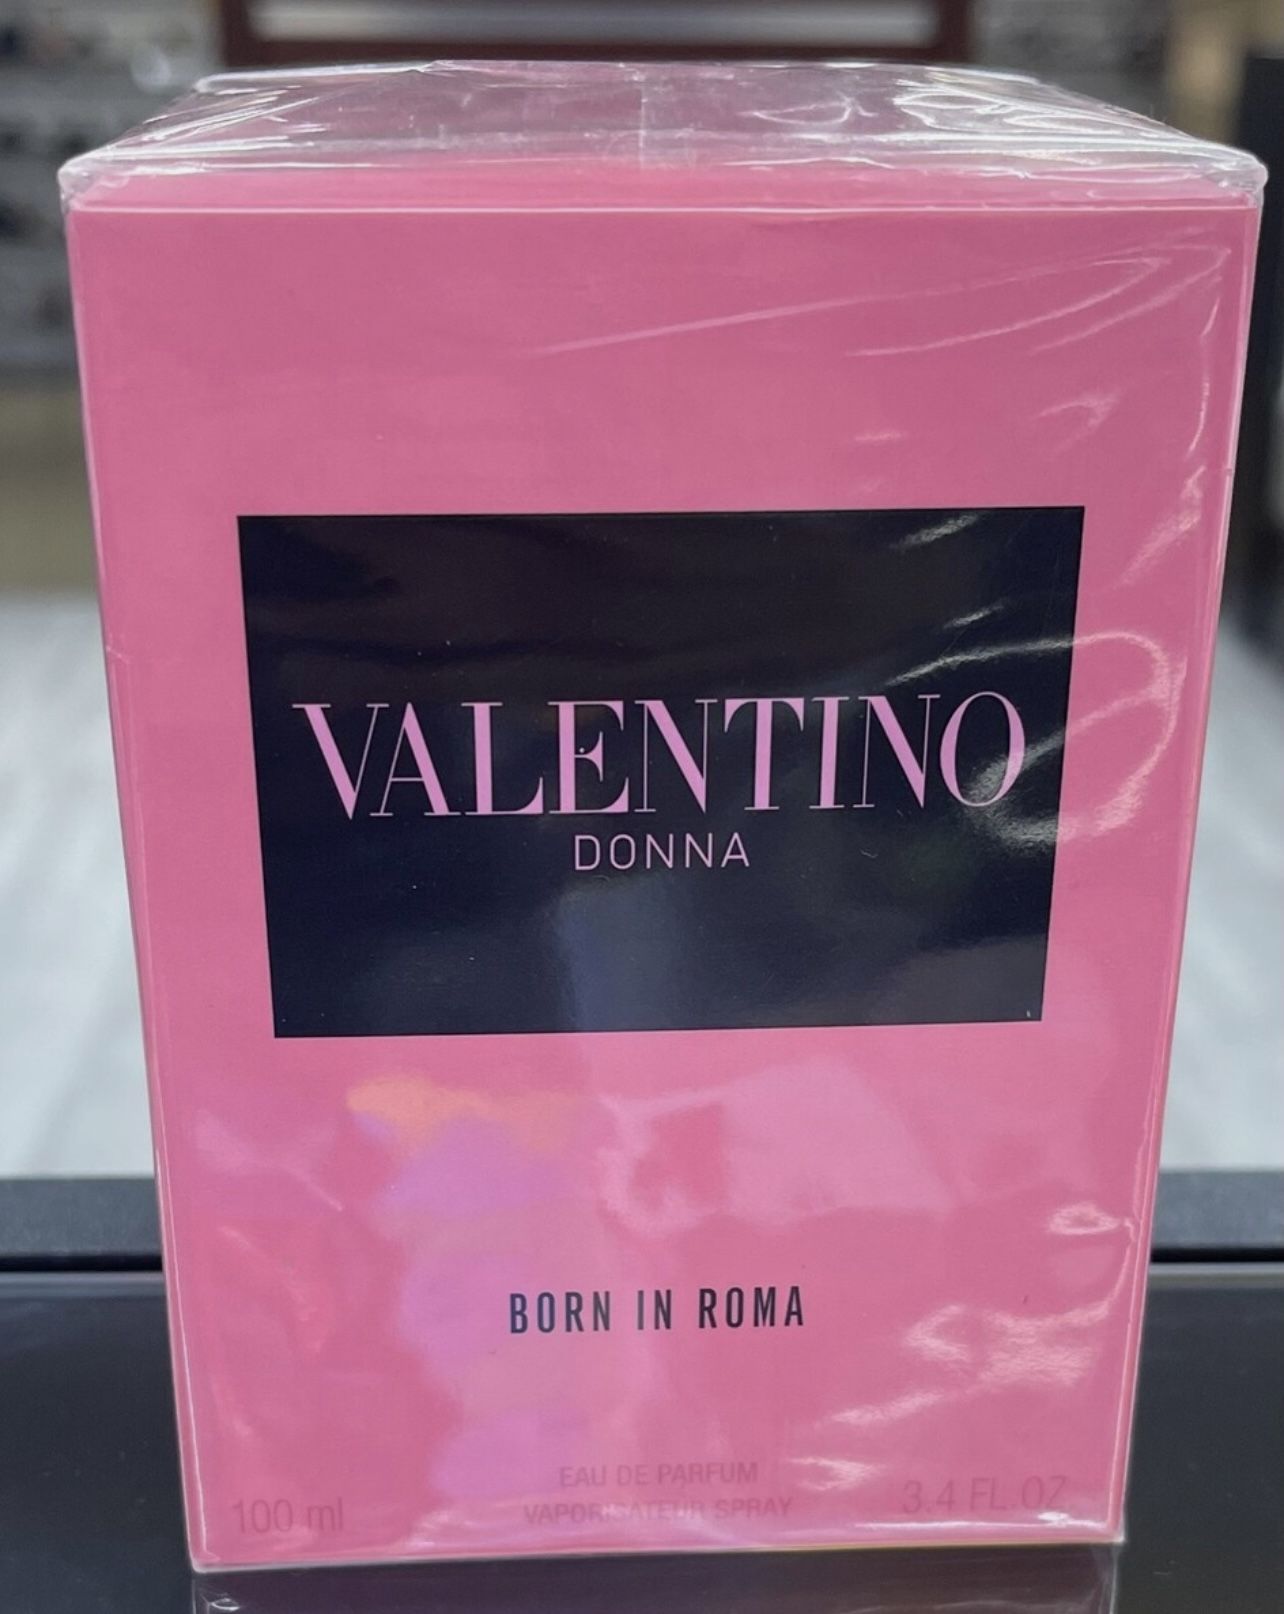 VALENTINO
DONNA
BORN IN ROMA
EAU DE PARFUM
VAPORISATEUR SPRAY
100 ml
3.4 FL.OZ